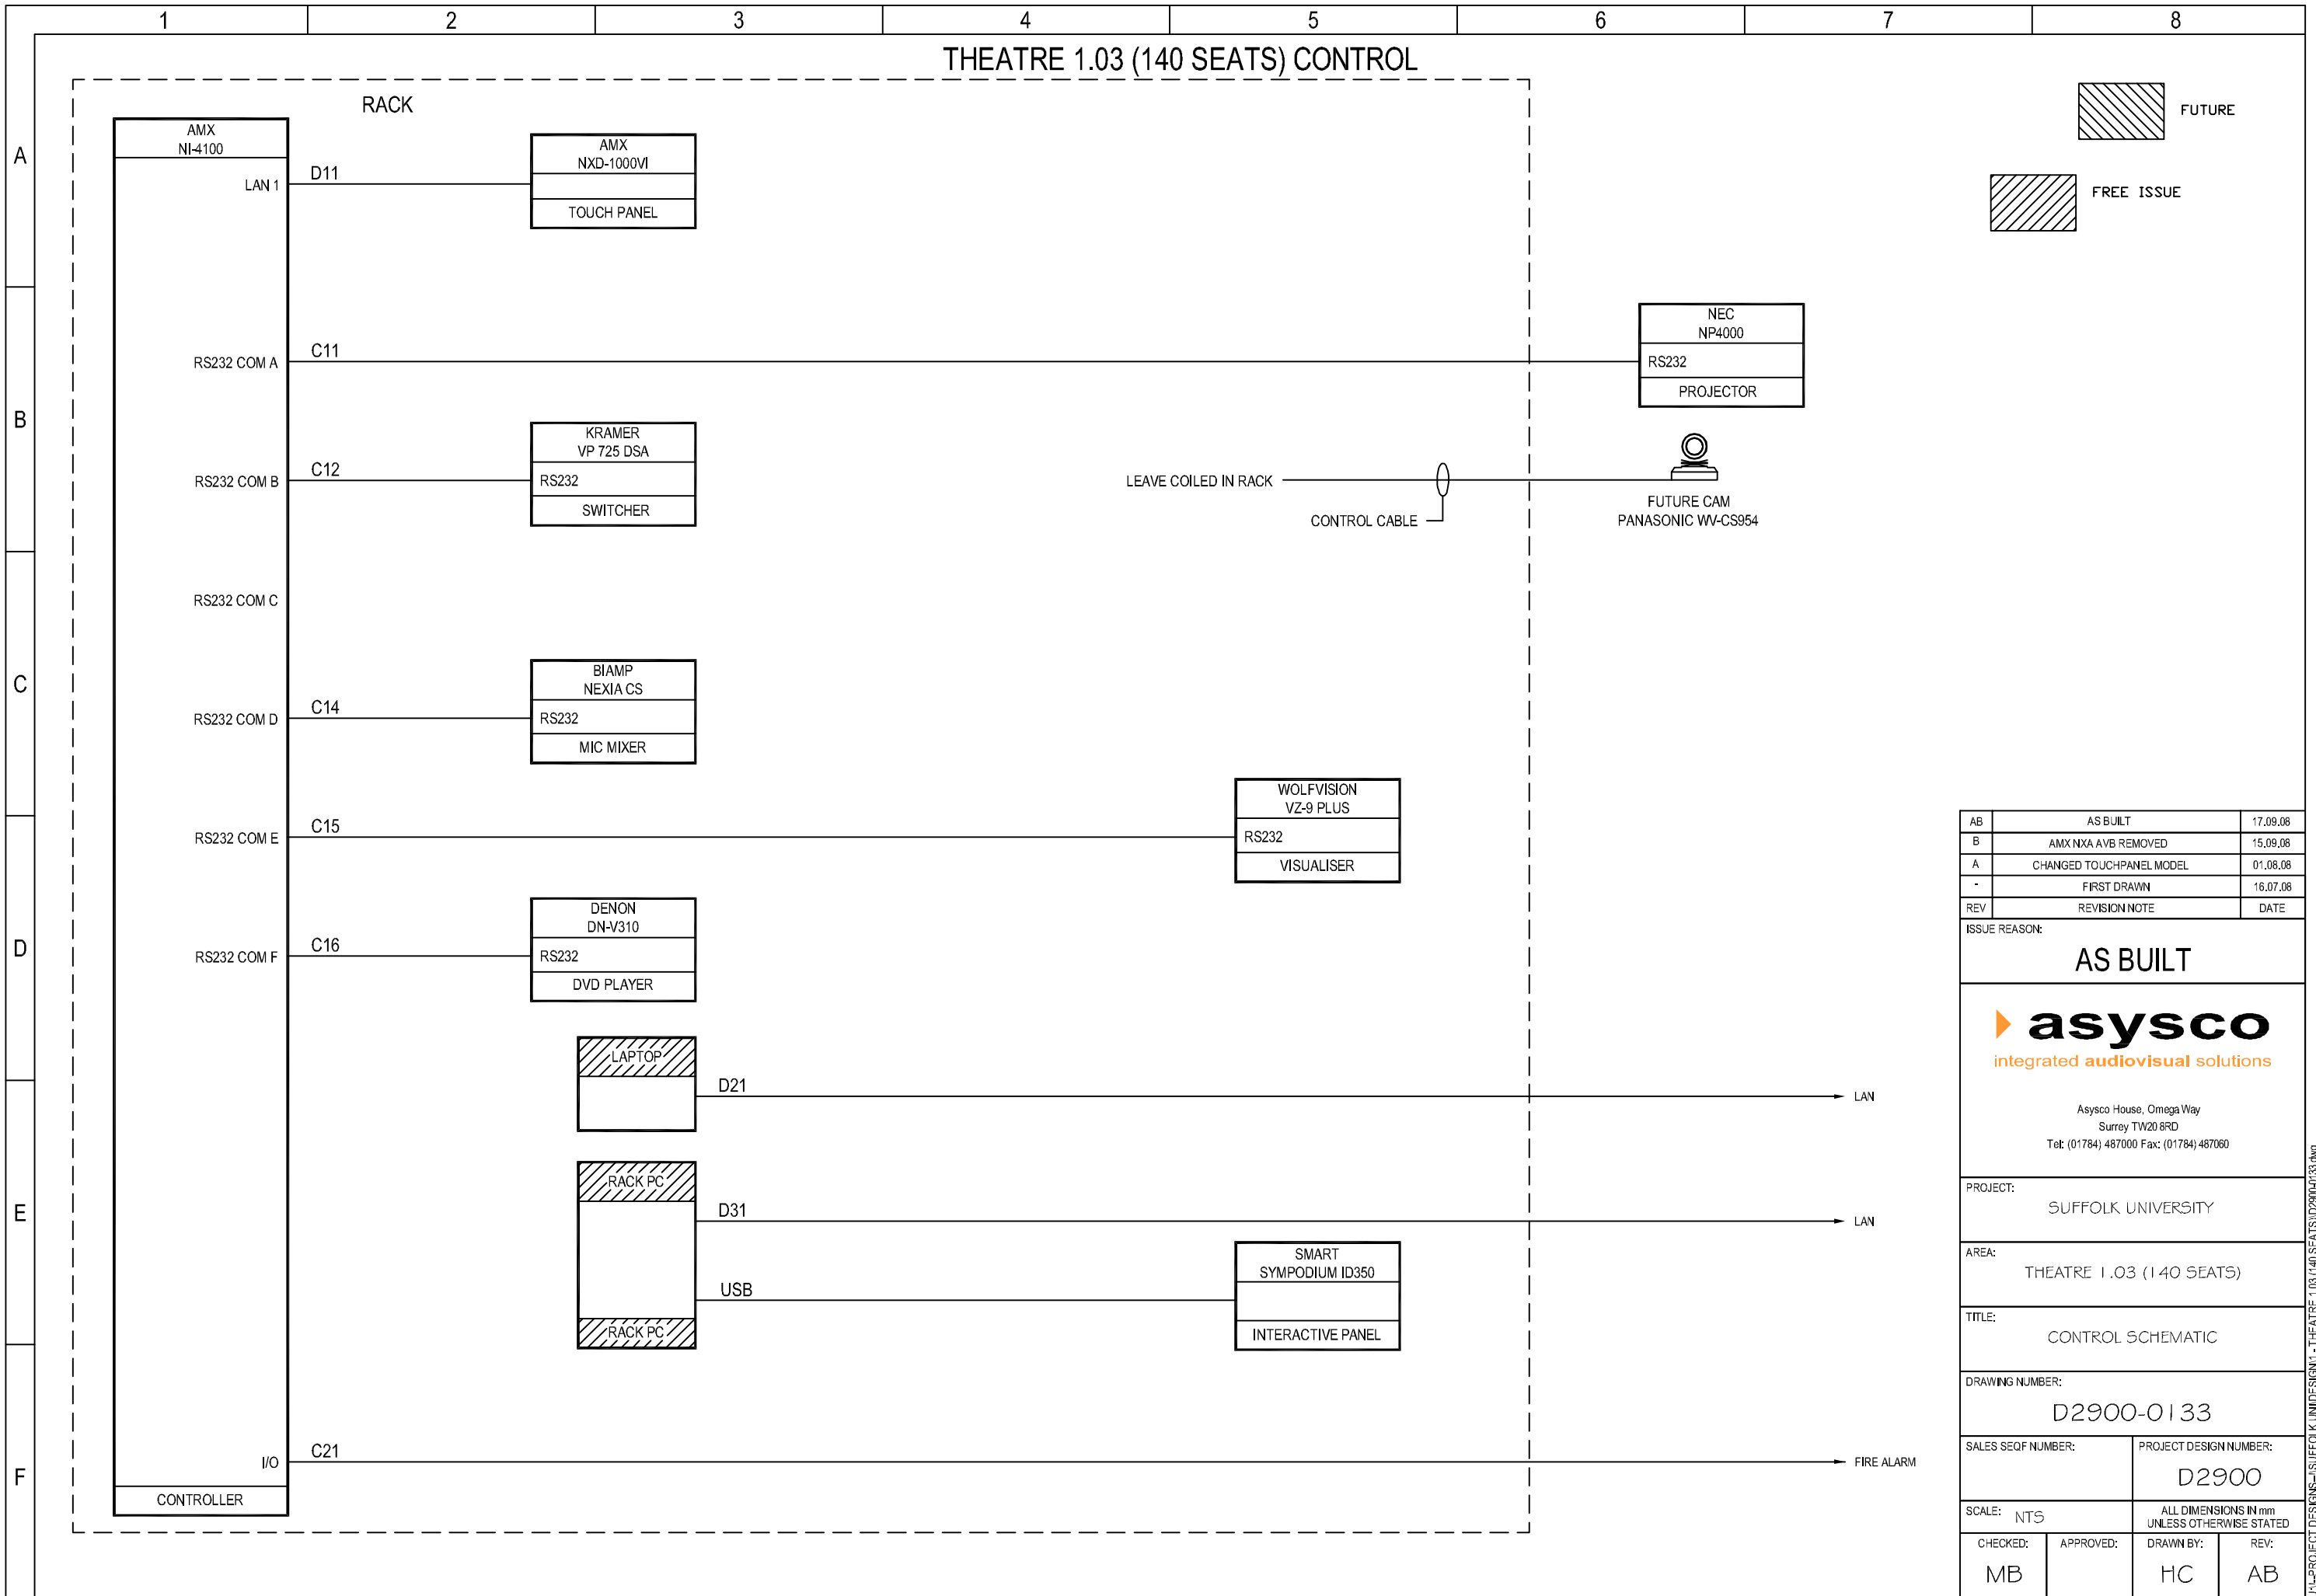 1 2 3 4 5 6 7 8
THEATRE 1.03 (140 SEATS) CONTROL
A
B
C
D
E
F
RACK
AMX
NI-4100
LAN 1
RS232 COM A
RS232 COM B
RS232 COM C
RS232 COM D
RS232 COM E
RS232 COM F
I/O
CONTROLLER
D11
AMX
NXD-1000VI
TOUCH PANEL
C11
NEC
NP4000
RS232
PROJECTOR
C12
KRAMER
VP 725 DSA
RS232
SWITCHER
LEAVE COILED IN RACK
CONTROL CABLE
FUTURE CAM
PANASONIC WV-CS954
C14
BIAMP
NEXIA CS
RS232
MIC MIXER
C15
WOLFVISION
VZ-9 PLUS
RS232
VISUALISER
C16
DENON
DN-V310
RS232
DVD PLAYER
LAPTOP
D21
LAN
RACK PC
D31
LAN
USB
RACK PC
SMART
SYMPODIUM ID350
INTERACTIVE PANEL
C21
FIRE ALARM
FUTURE
FREE ISSUE
AB AS BUILT 17.09.08
B AMX NXA AVB REMOVED 15.09.08
A CHANGED TOUCHPANEL MODEL 01.08.08
- FIRST DRAWN 16.07.08
REV REVISION NOTE DATE
ISSUE REASON:
AS BUILT
asysco
integrated audiovisual solutions
Asysco House, Omega Way
Surrey TW20 8RD
Tel: (01784) 487000 Fax: (01784) 487060
PROJECT:
SUFFOLK UNIVERSITY
AREA:
THEATRE 1.03 (140 SEATS)
TITLE:
CONTROL SCHEMATIC
DRAWING NUMBER:
D2900-0133
SALES SEQF NUMBER:
PROJECT DESIGN NUMBER:
D2900
SCALE: NTS
ALL DIMENSIONS IN mm
UNLESS OTHERWISE STATED
CHECKED: APPROVED: DRAWN BY: REV:
MB HC AB